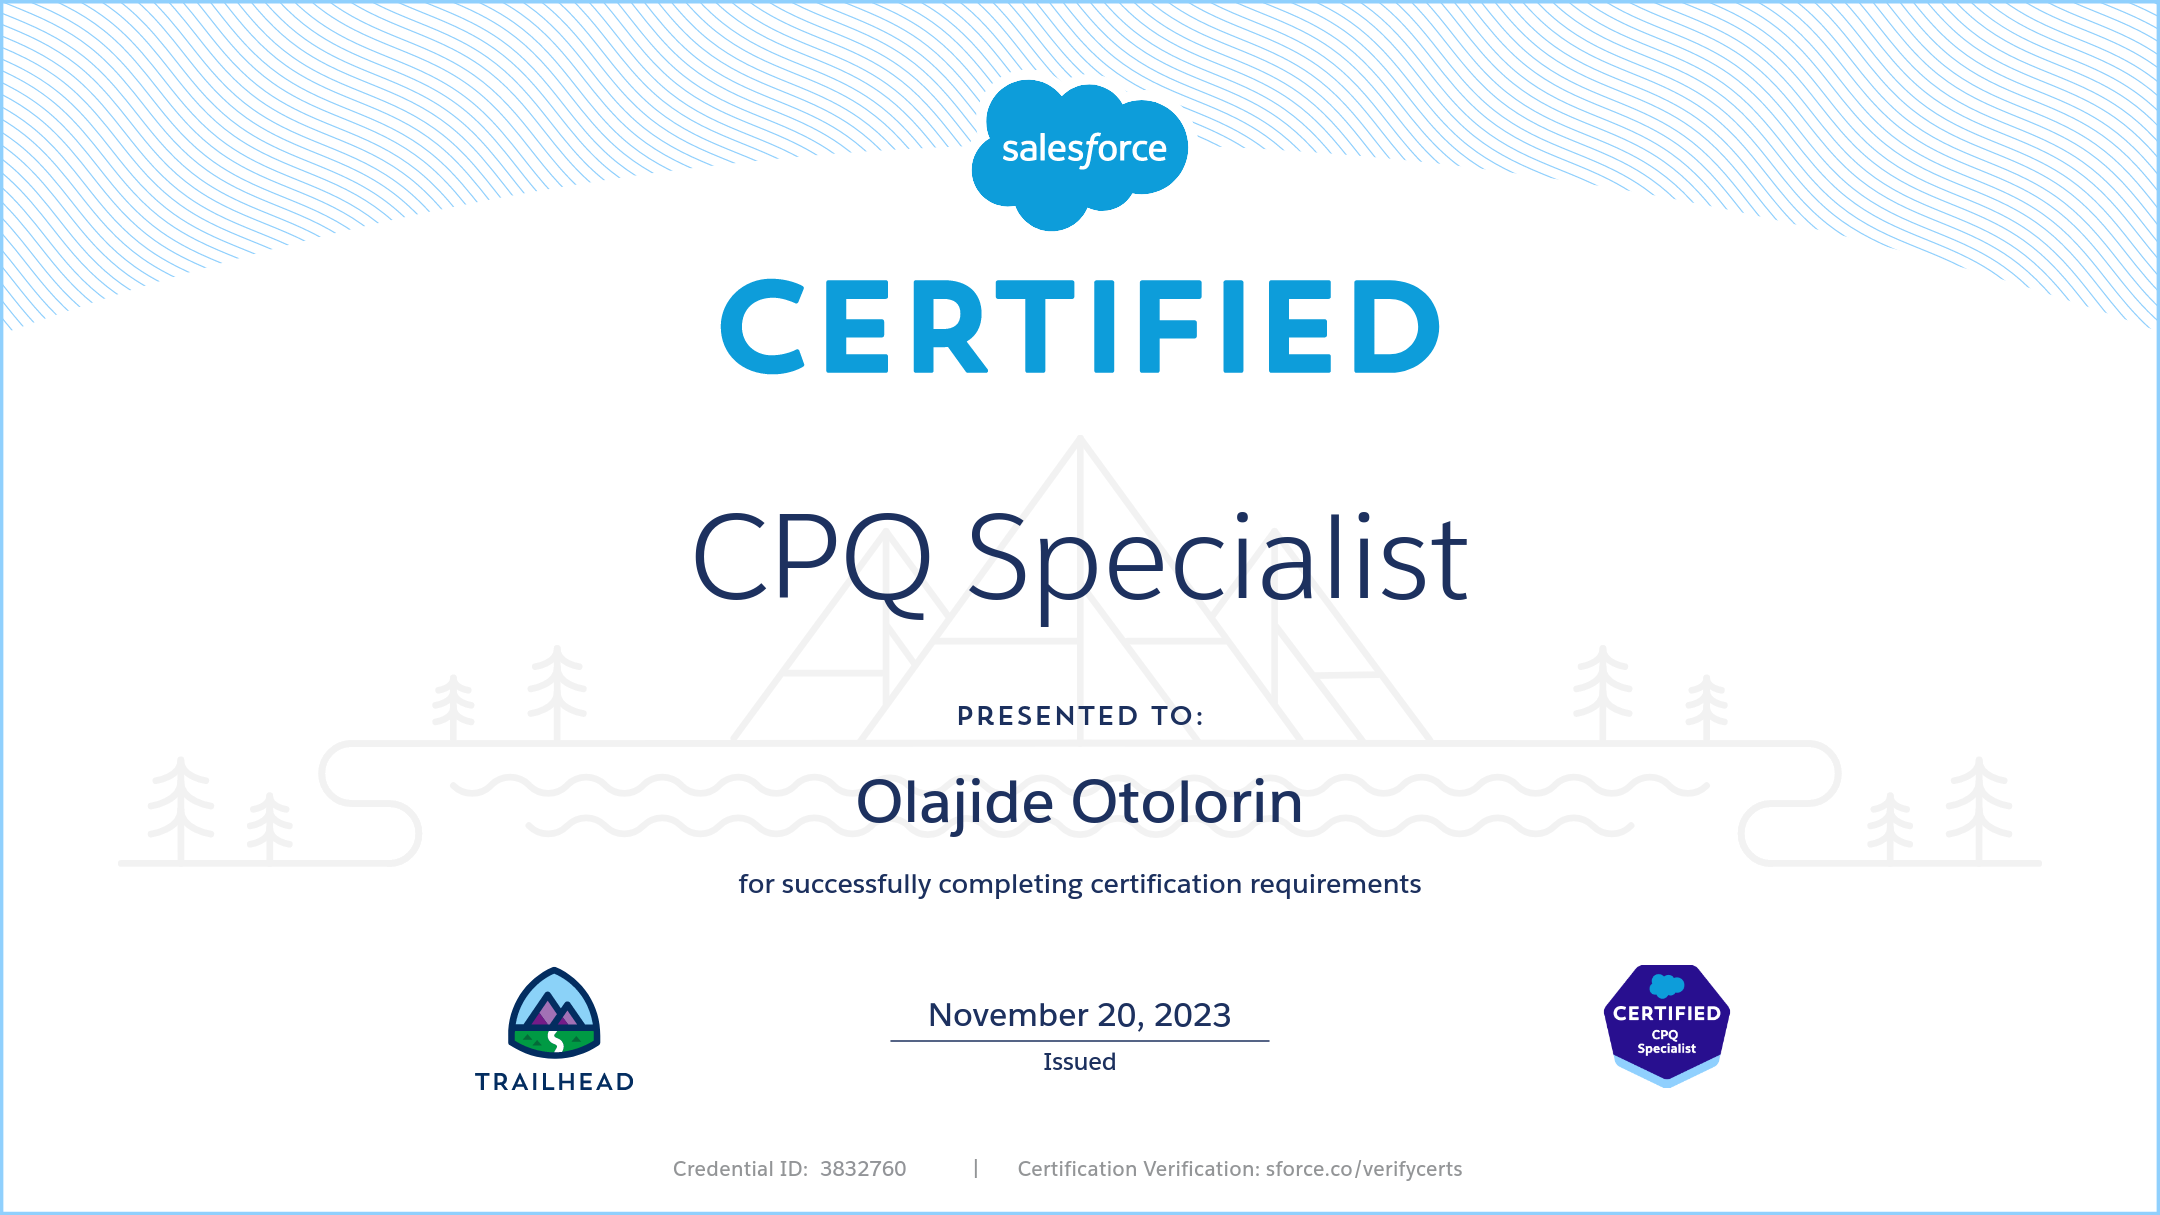 salesforce
CERTIFIED
CPQ Specialist
PRESENTED TO:
Olajide Otolorin
for successfully completing certification requirements
November 20, 2023
Issued
TRAILHEAD
CERTIFIED
CPQ
Specialist
Credential ID: 3832760 | Certification Verification: sforce.co/verifycerts